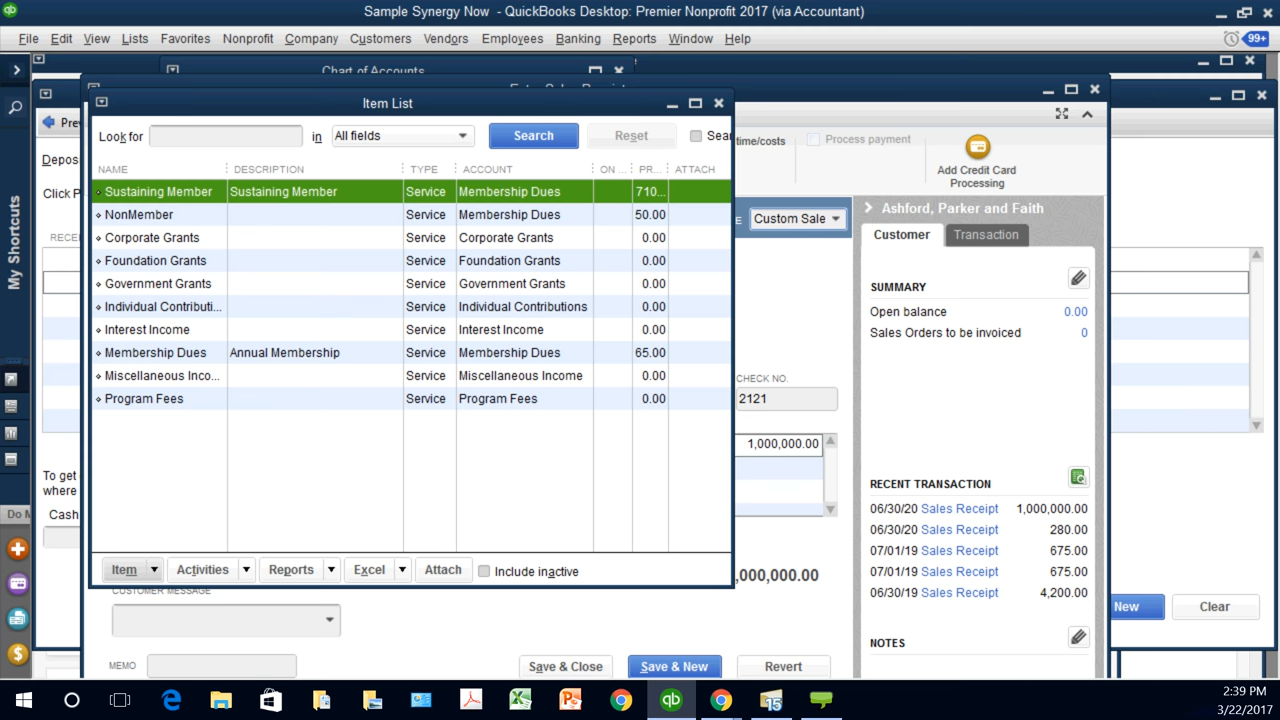 Sample Synergy Now - QuickBooks Desktop: Premier Nonprofit 2017 (via Accountant)
File Edit View Lists Favorites Nonprofit Company Customers Vendors Employees Banking Reports Window Help
99+
Chart of Accounts
Item List
Look for in All fields Search Reset
NAME DESCRIPTION TYPE ACCOUNT ON PR... ATTACH
Sustaining Member Sustaining Member Service Membership Dues 710...
NonMember Service Membership Dues 50.00
Corporate Grants Service Corporate Grants 0.00
Foundation Grants Service Foundation Grants 0.00
Government Grants Service Government Grants 0.00
Individual Contributi... Service Individual Contributions 0.00
Interest Income Service Interest Income 0.00
Membership Dues Annual Membership Service Membership Dues 65.00
Miscellaneous Inco... Service Miscellaneous Income 0.00
Program Fees Service Program Fees 0.00
Item Activities Reports Excel Attach Include inactive
My Shortcuts
Do M
Prev
Depos
Click P
RECE
To get
where
Cash
time/costs
Process payment
Add Credit Card
Processing
Custom Sale
CHECK NO.
2121
1,000,000.00
,000,000.00
CUSTOMER MESSAGE
MEMO
Save & Close Save & New Revert
Ashford, Parker and Faith
Customer Transaction
SUMMARY
Open balance 0.00
Sales Orders to be invoiced 0
RECENT TRANSACTION
06/30/20 Sales Receipt 1,000,000.00
06/30/20 Sales Receipt 280.00
07/01/19 Sales Receipt 675.00
07/01/19 Sales Receipt 675.00
06/30/19 Sales Receipt 4,200.00
NOTES
New Clear
2:39 PM
3/22/2017